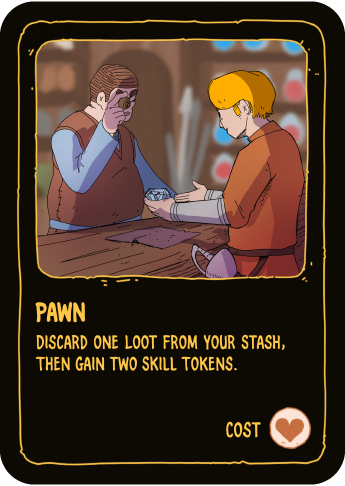 PAWN
DISCARD ONE LOOT FROM YOUR STASH,
THEN GAIN TWO SKILL TOKENS.
COST